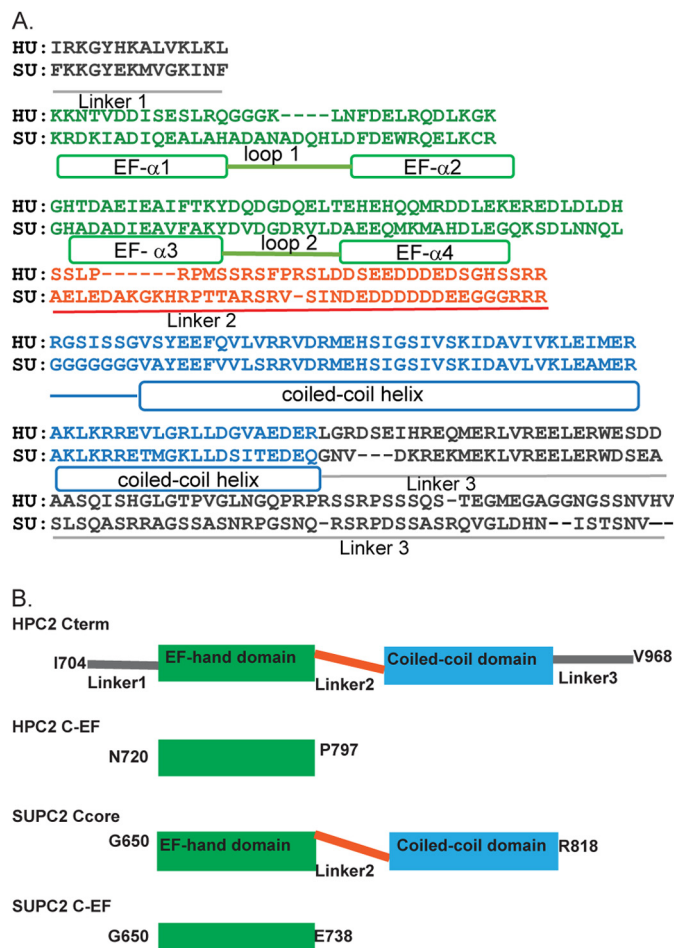 A.
HU: IRKGYHKALVKLKL
SU: FKKGYEKMVGKINF
Linker 1
HU: KKNTVDDISESLRQGGGK----LNFDELRQDLKGK
SU: KRDKIADIQEALAHADANADQHLDFDEWRQELKCR
EF-α1 loop 1 EF-α2
HU: GHTDAEIEAIFTKYDQDGDQELTEHEHQQMRDDLEKEREDLDLDH
SU: GHADADIEAVFAKYDVDGDRVLDAEEQMKMAHDLEGQKSDLNNQL
EF- α3 loop 2 EF-α4
HU: SSLP------RPMSSRSFPRSLDDSEEDDDEDSGHSSRR
SU: AELEDAKGKHRPTTARSRV-SINDEDDDDDDEEGGGRRR
Linker 2
HU: RGSISSGVSYEEFQVLVRRVDRMEHSIGSIVSKIDAVIVKLEIMER
SU: GGGGGGGVAYEEFVVLSRRVDRMEHSIGSIVSKIDAVLVKLEAMER
coiled-coil helix
HU: AKLKRREVLGRLLDGVAEDERLGRDSEIHREQMERLVREELERWESDD
SU: AKLKRRETMGKLLDSITEDEQGNV---DKREKMEKLVREELERWDSEA
coiled-coil helix Linker 3
HU: AASQISHGLGTPVGLNGQPRPRSSRPSSSQS-TEGMEGAGGNGSSNVHV
SU: SLSQASRRAGSSASNRPGSNQ-RSRPDSSASRQVGLDHN--ISTSNV--
Linker 3
B.
HPC2 Cterm
I704 EF-hand domain Coiled-coil domain V968
Linker1 Linker2 Linker3
HPC2 C-EF
N720 P797
SUPC2 Ccore
G650 EF-hand domain Coiled-coil domain R818
Linker2
SUPC2 C-EF
G650 E738